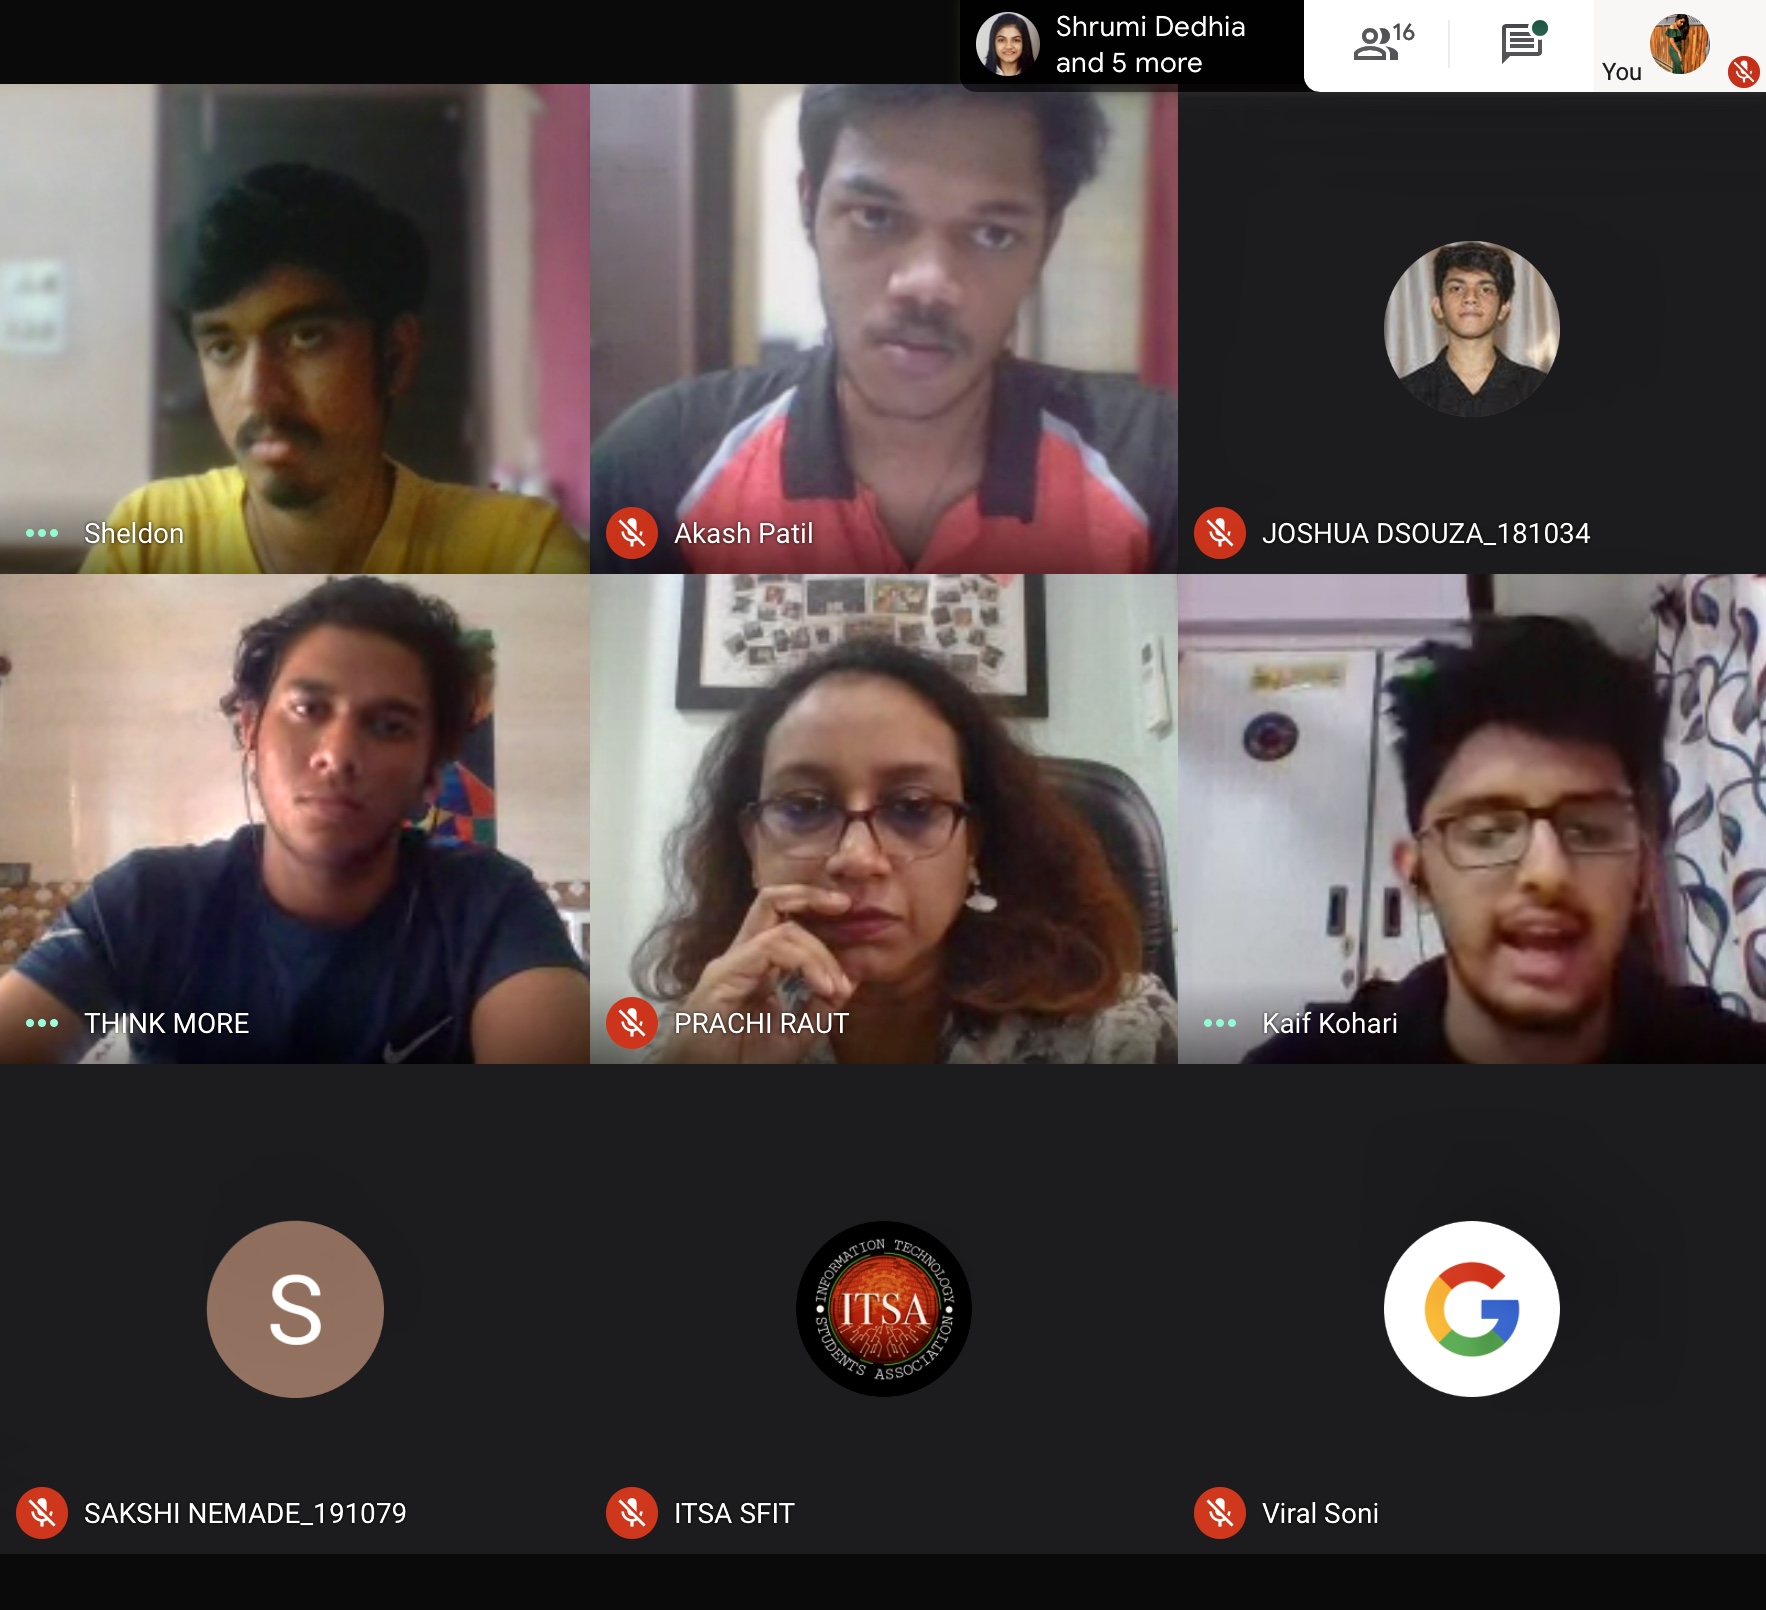 Shrumi Dedhia
and 5 more
16
You
Sheldon
Akash Patil
JOSHUA DSOUZA_181034
THINK MORE
PRACHI RAUT
Kaif Kohari
S
INFORMATION TECHNOLOGY
ITSA
STUDENTS ASSOCIATION
G
SAKSHI NEMADE_191079
ITSA SFIT
Viral Soni